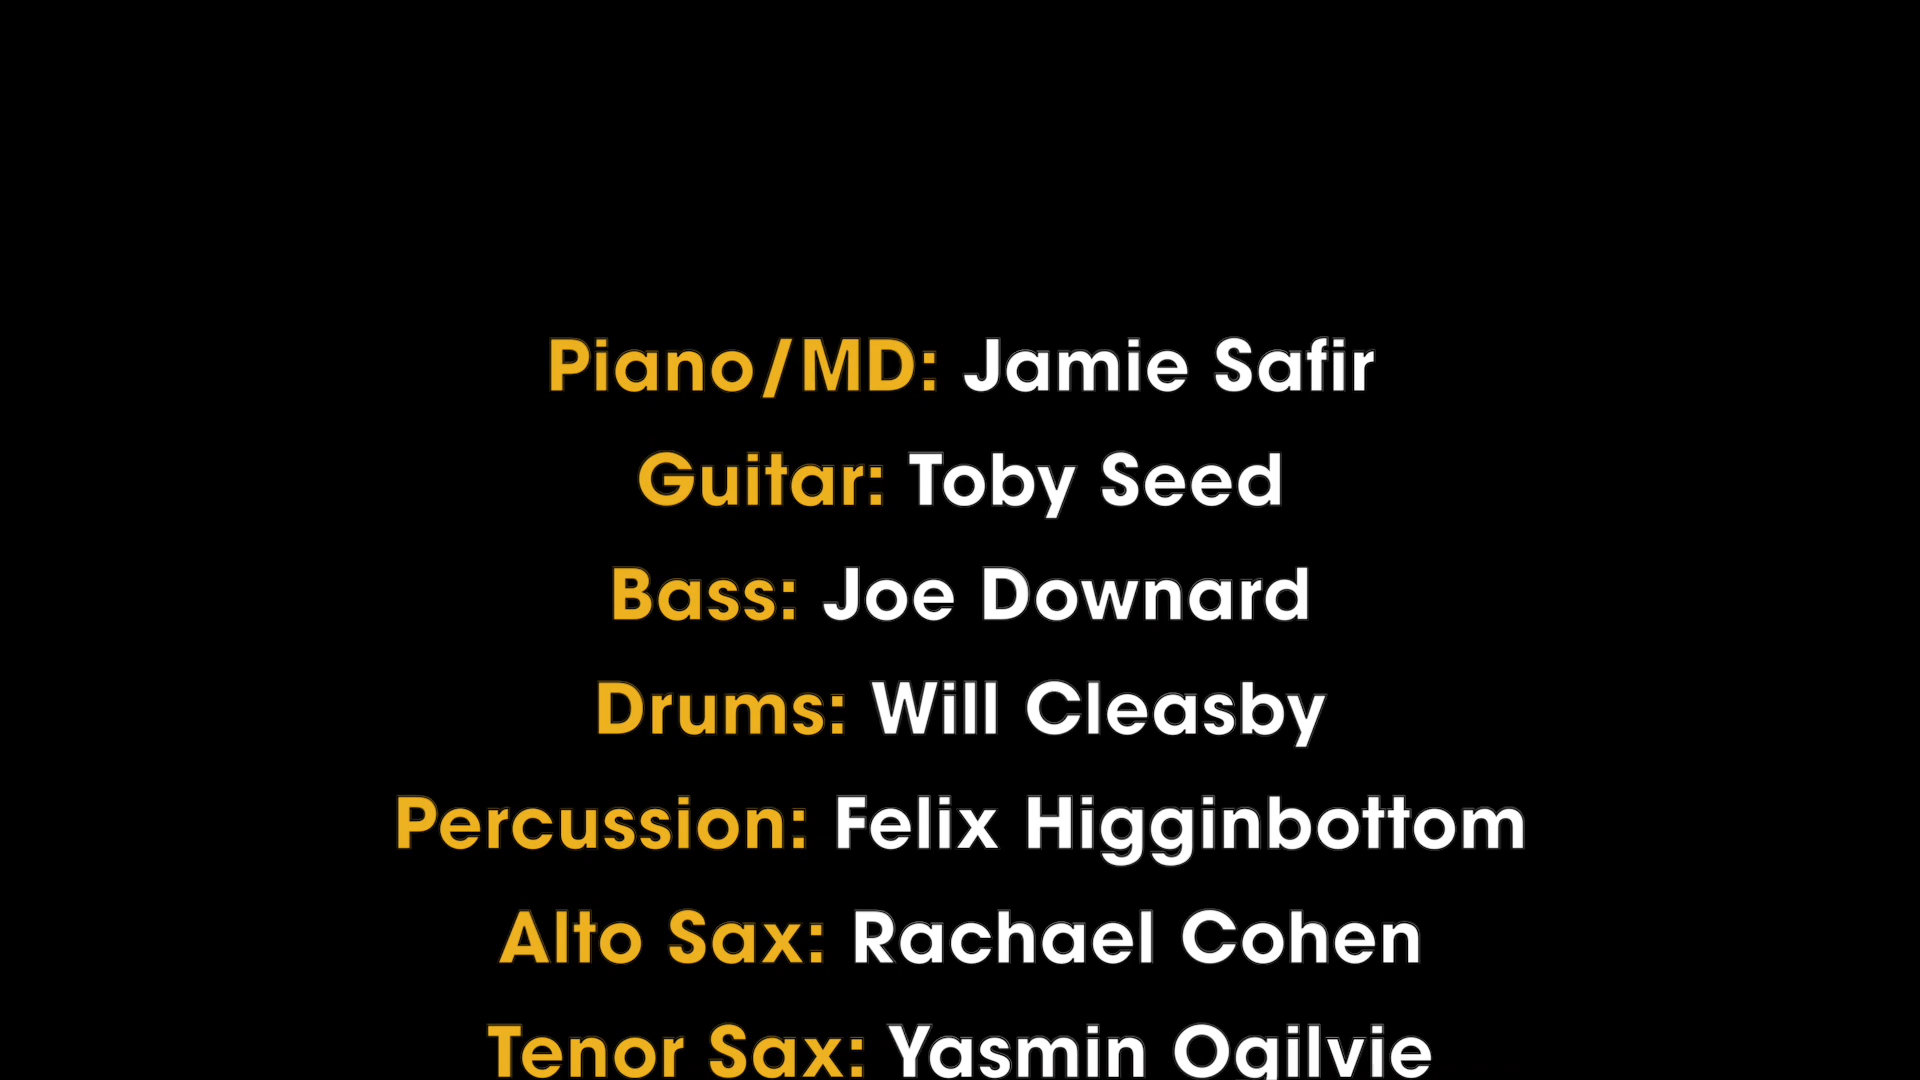 Piano/MD: Jamie Safir
Guitar: Toby Seed
Bass: Joe Downard
Drums: Will Cleasby
Percussion: Felix Higginbottom
Alto Sax: Rachael Cohen
Tenor Sax: Yasmin Ogilvie